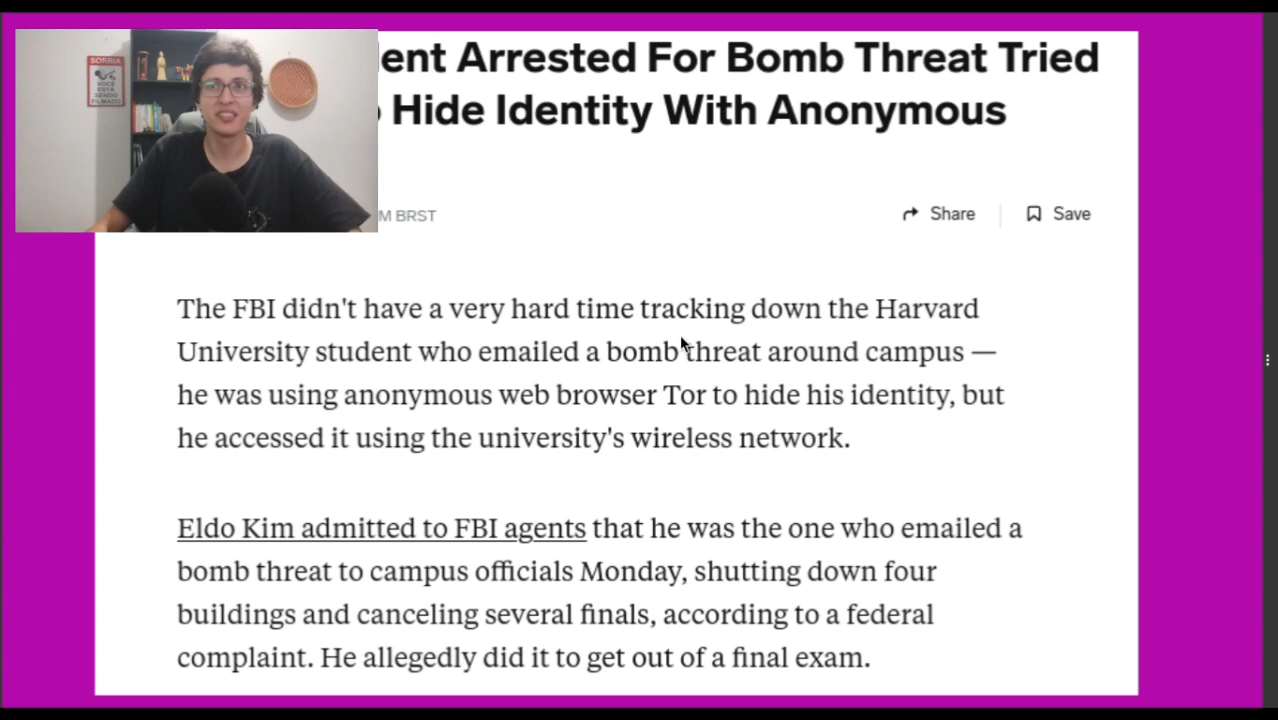 SORRIA
VOCÊ
ESTÁ
SENDO
FILMADO
dent Arrested For Bomb Threat Tried
Hide Identity With Anonymous
M BRST
Share
Save
The FBI didn't have a very hard time tracking down the Harvard
University student who emailed a bomb threat around campus —
he was using anonymous web browser Tor to hide his identity, but
he accessed it using the university's wireless network.
Eldo Kim admitted to FBI agents that he was the one who emailed a
bomb threat to campus officials Monday, shutting down four
buildings and canceling several finals, according to a federal
complaint. He allegedly did it to get out of a final exam.